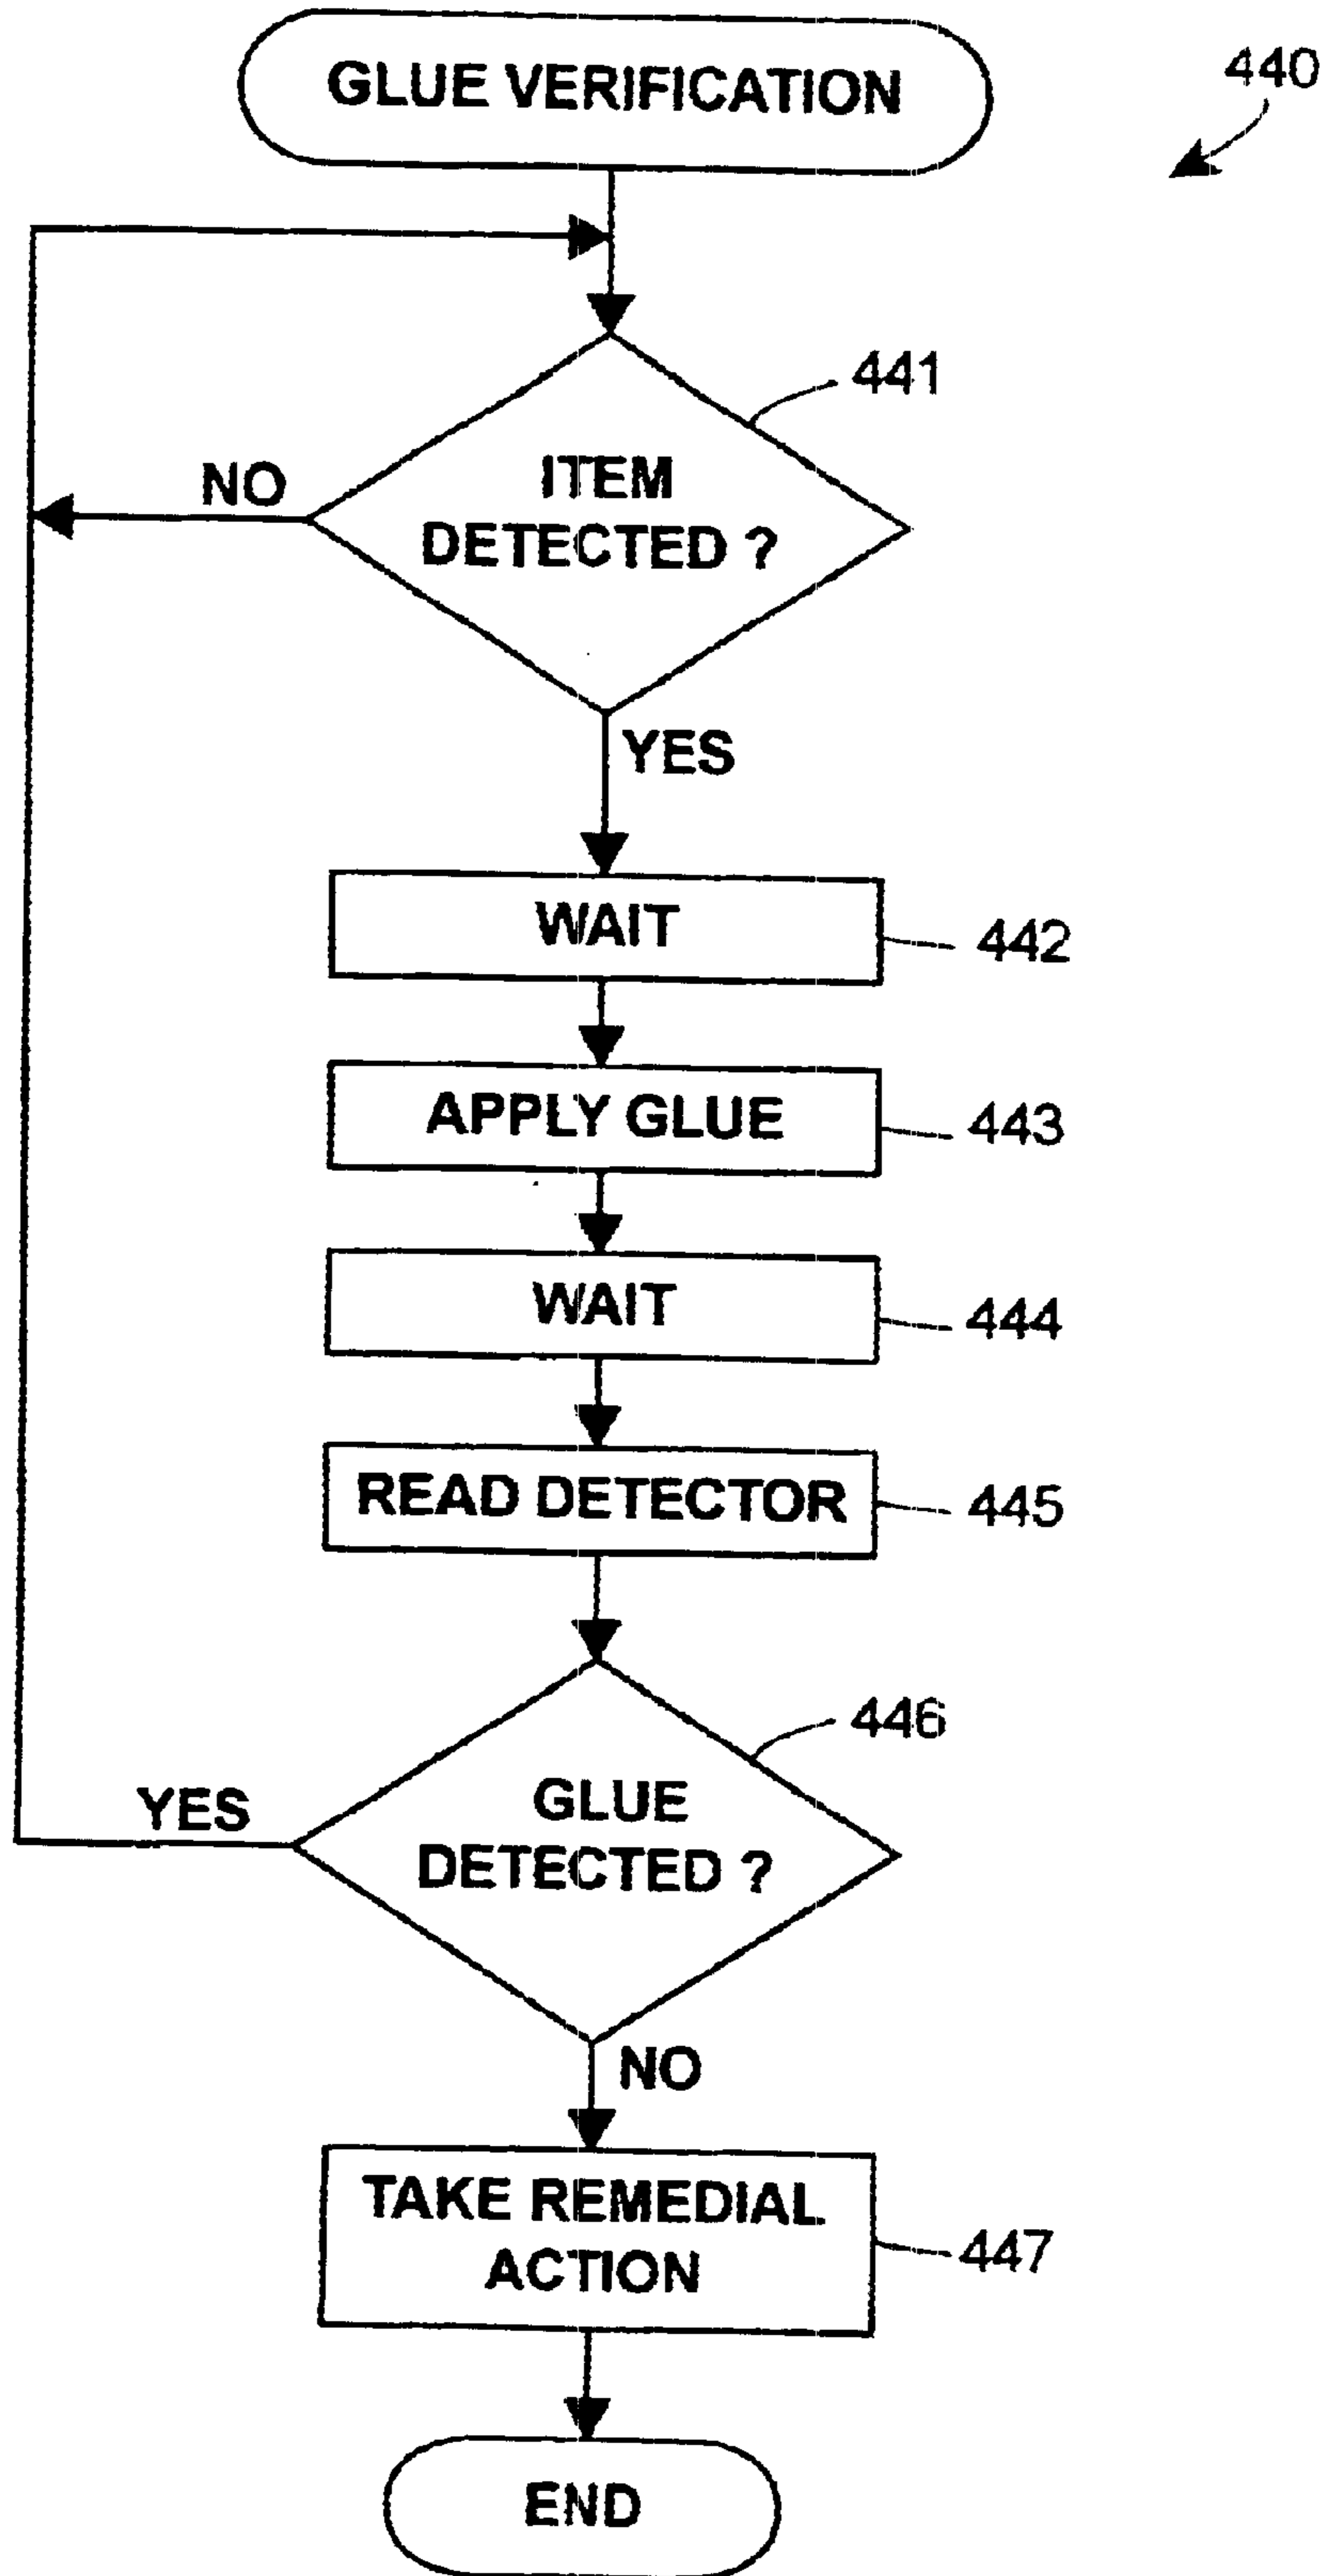 GLUE VERIFICATION
440
441
ITEM
DETECTED ?
NO
YES
WAIT
442
APPLY GLUE
443
WAIT
444
READ DETECTOR
445
446
GLUE
DETECTED ?
YES
NO
TAKE REMEDIAL
ACTION
447
END